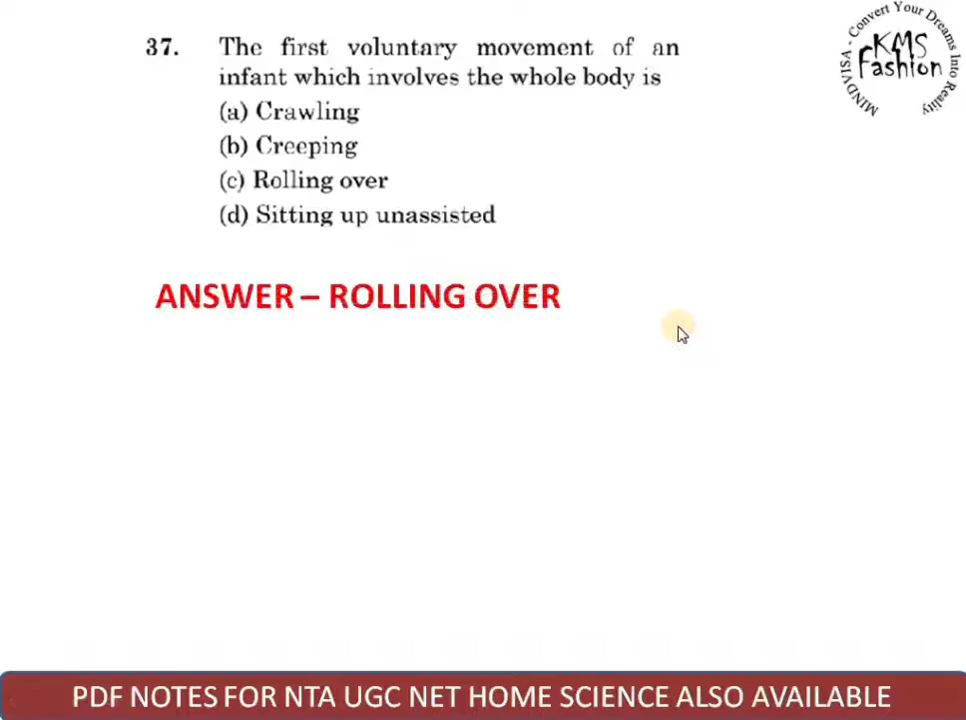 37. The first voluntary movement of an
infant which involves the whole body is
(a) Crawling
(b) Creeping
(c) Rolling over
(d) Sitting up unassisted
ANSWER – ROLLING OVER
MINDVISA - Convert Your Dreams Into Reality
KMS
Fashion
PDF NOTES FOR NTA UGC NET HOME SCIENCE ALSO AVAILABLE